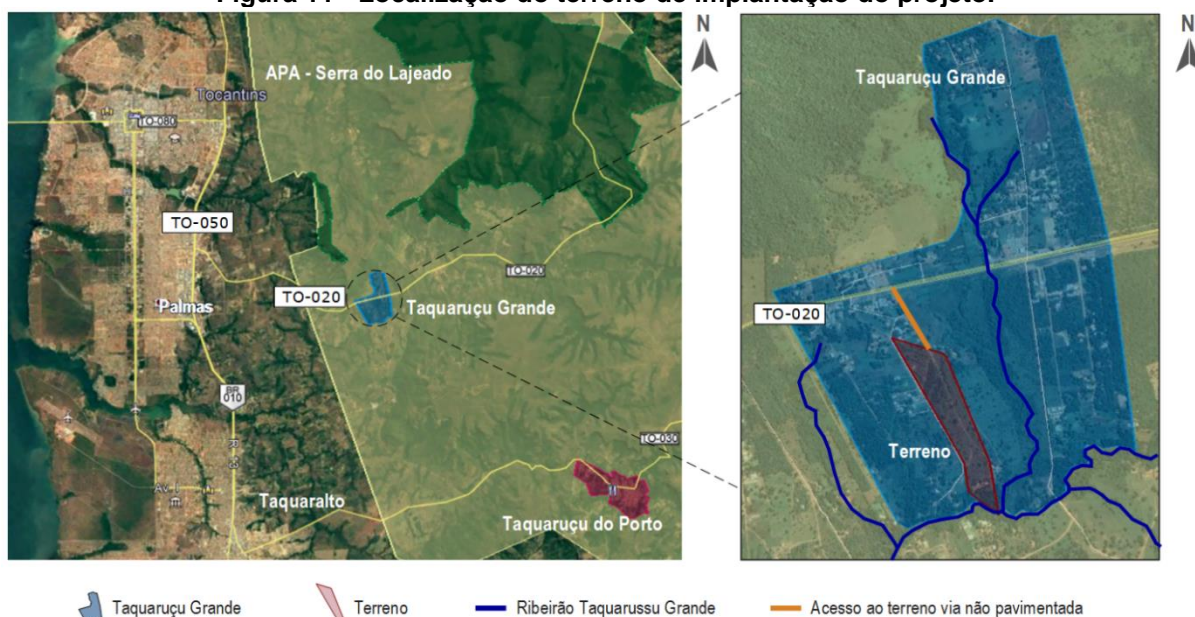 Figura 11 - Localização do terreno de implantação do projeto.
N
APA - Serra do Lajeado
Tocantins
TO-080
TO-050
TO-020
TO-020
Taquaruçu Grande
Palmas
BR
010
TO-030
Av. I
Taquaralto
Taquaruçu do Porto
N
Taquaruçu Grande
TO-020
Terreno
Taquaruçu Grande
Terreno
Ribeirão Taquarussu Grande
Acesso ao terreno via não pavimentada